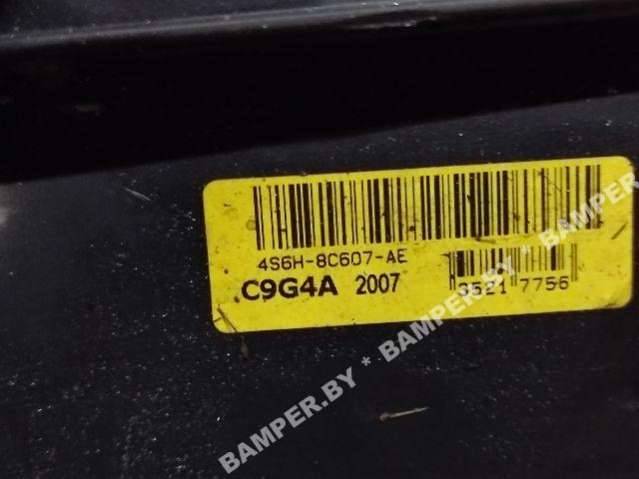 4S6H-8C607-AE
C9G4A 2007
3521 7756
BAMPER.BY * BAMPER.BY * BAMPER